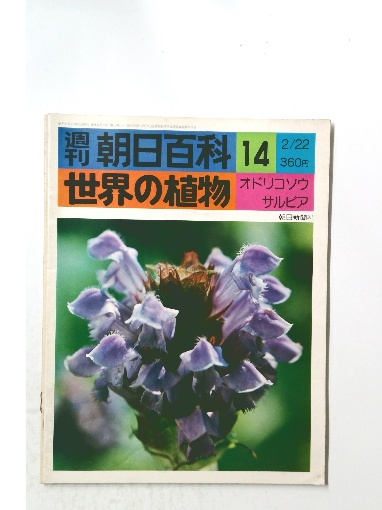 週刊 朝日百科 14 2/22 360円
世界の植物 オドリコソウ サルビア
朝日新聞社